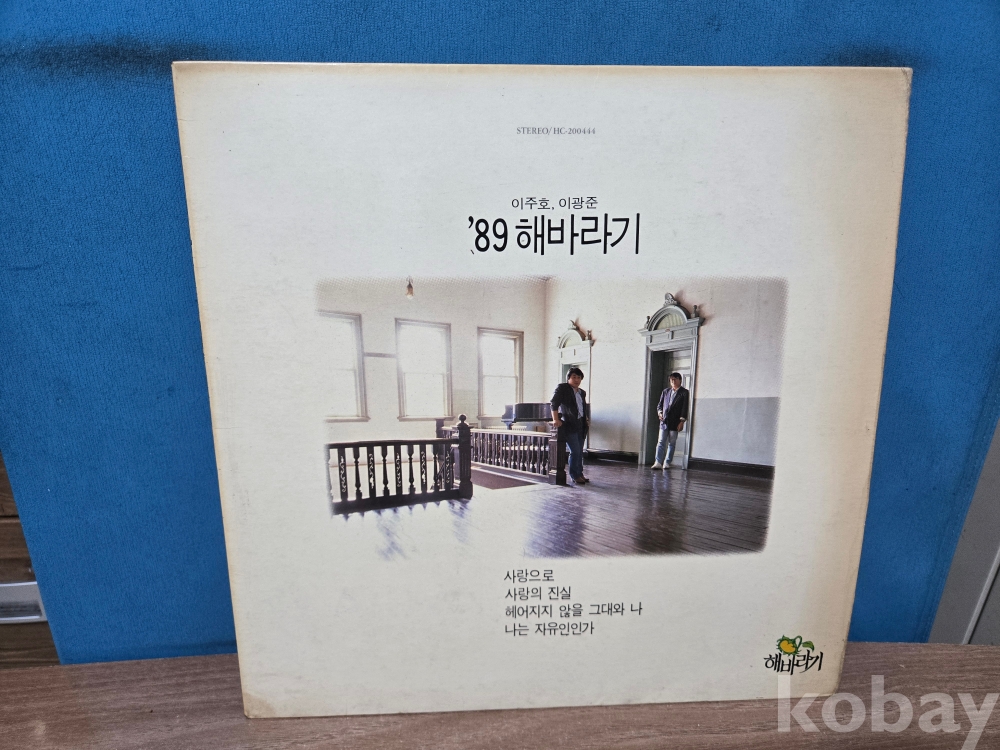 STEREO/HC-200444
이주호, 이광준
'89 해바라기
사랑으로
사랑의 진실
헤어지지 않을 그대와 나
나는 자유인인가
해바라기
kobay